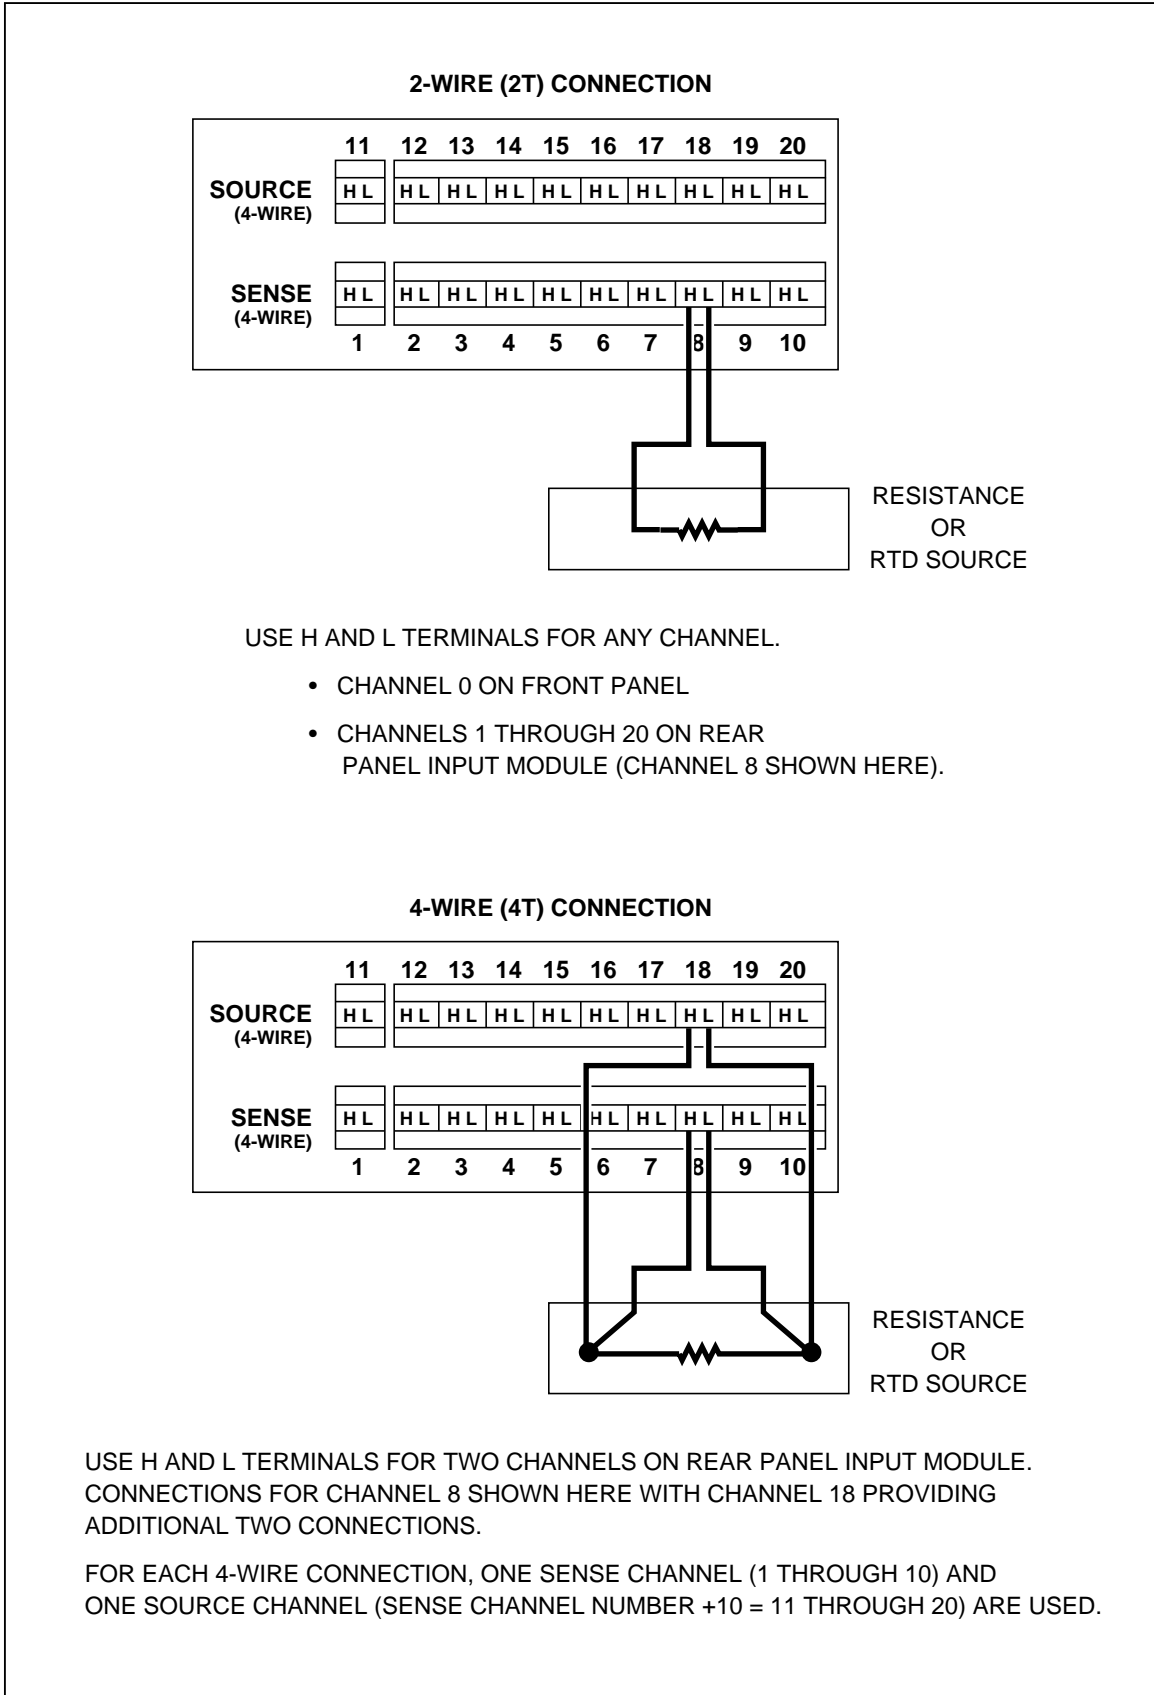 2-WIRE (2T) CONNECTION
11 12 13 14 15 16 17 18 19 20
SOURCE H L H L H L H L H L H L H L H L H L H L
(4-WIRE)
SENSE H L H L H L H L H L H L H L H L H L H L
(4-WIRE)
1 2 3 4 5 6 7 8 9 10
RESISTANCE
OR
RTD SOURCE
USE H AND L TERMINALS FOR ANY CHANNEL.
• CHANNEL 0 ON FRONT PANEL
• CHANNELS 1 THROUGH 20 ON REAR
PANEL INPUT MODULE (CHANNEL 8 SHOWN HERE).
4-WIRE (4T) CONNECTION
11 12 13 14 15 16 17 18 19 20
SOURCE H L H L H L H L H L H L H L H L H L H L
(4-WIRE)
SENSE H L H L H L H L H L H L H L H L H L H L
(4-WIRE)
1 2 3 4 5 6 7 8 9 10
RESISTANCE
OR
RTD SOURCE
USE H AND L TERMINALS FOR TWO CHANNELS ON REAR PANEL INPUT MODULE.
CONNECTIONS FOR CHANNEL 8 SHOWN HERE WITH CHANNEL 18 PROVIDING
ADDITIONAL TWO CONNECTIONS.
FOR EACH 4-WIRE CONNECTION, ONE SENSE CHANNEL (1 THROUGH 10) AND
ONE SOURCE CHANNEL (SENSE CHANNEL NUMBER +10 = 11 THROUGH 20) ARE USED.